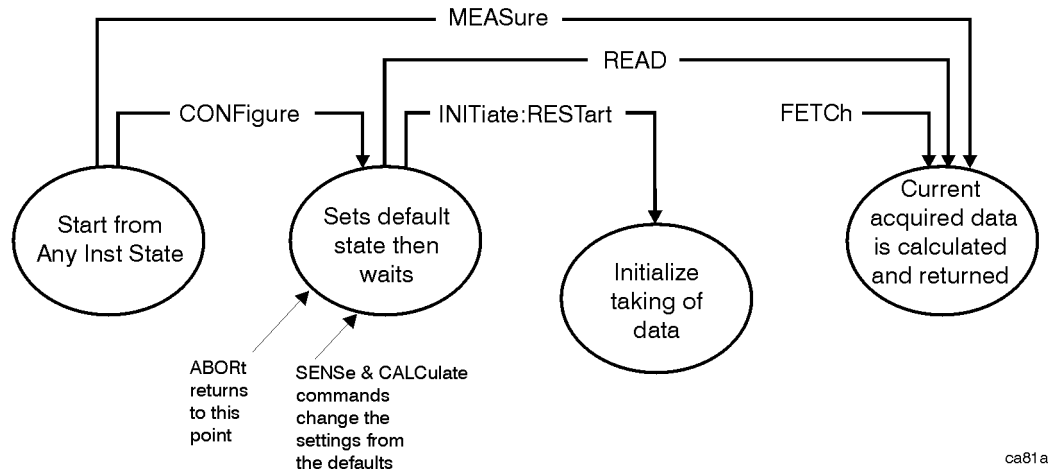 MEASure
READ
CONFigure
INITiate:RESTart
FETCh
Start from
Any Inst State
Sets default
state then
waits
Initialize
taking of
data
Current
acquired data
is calculated
and returned
ABORt
returns
to this
point
SENSe & CALCulate
commands
change the
settings from
the defaults
ca81a